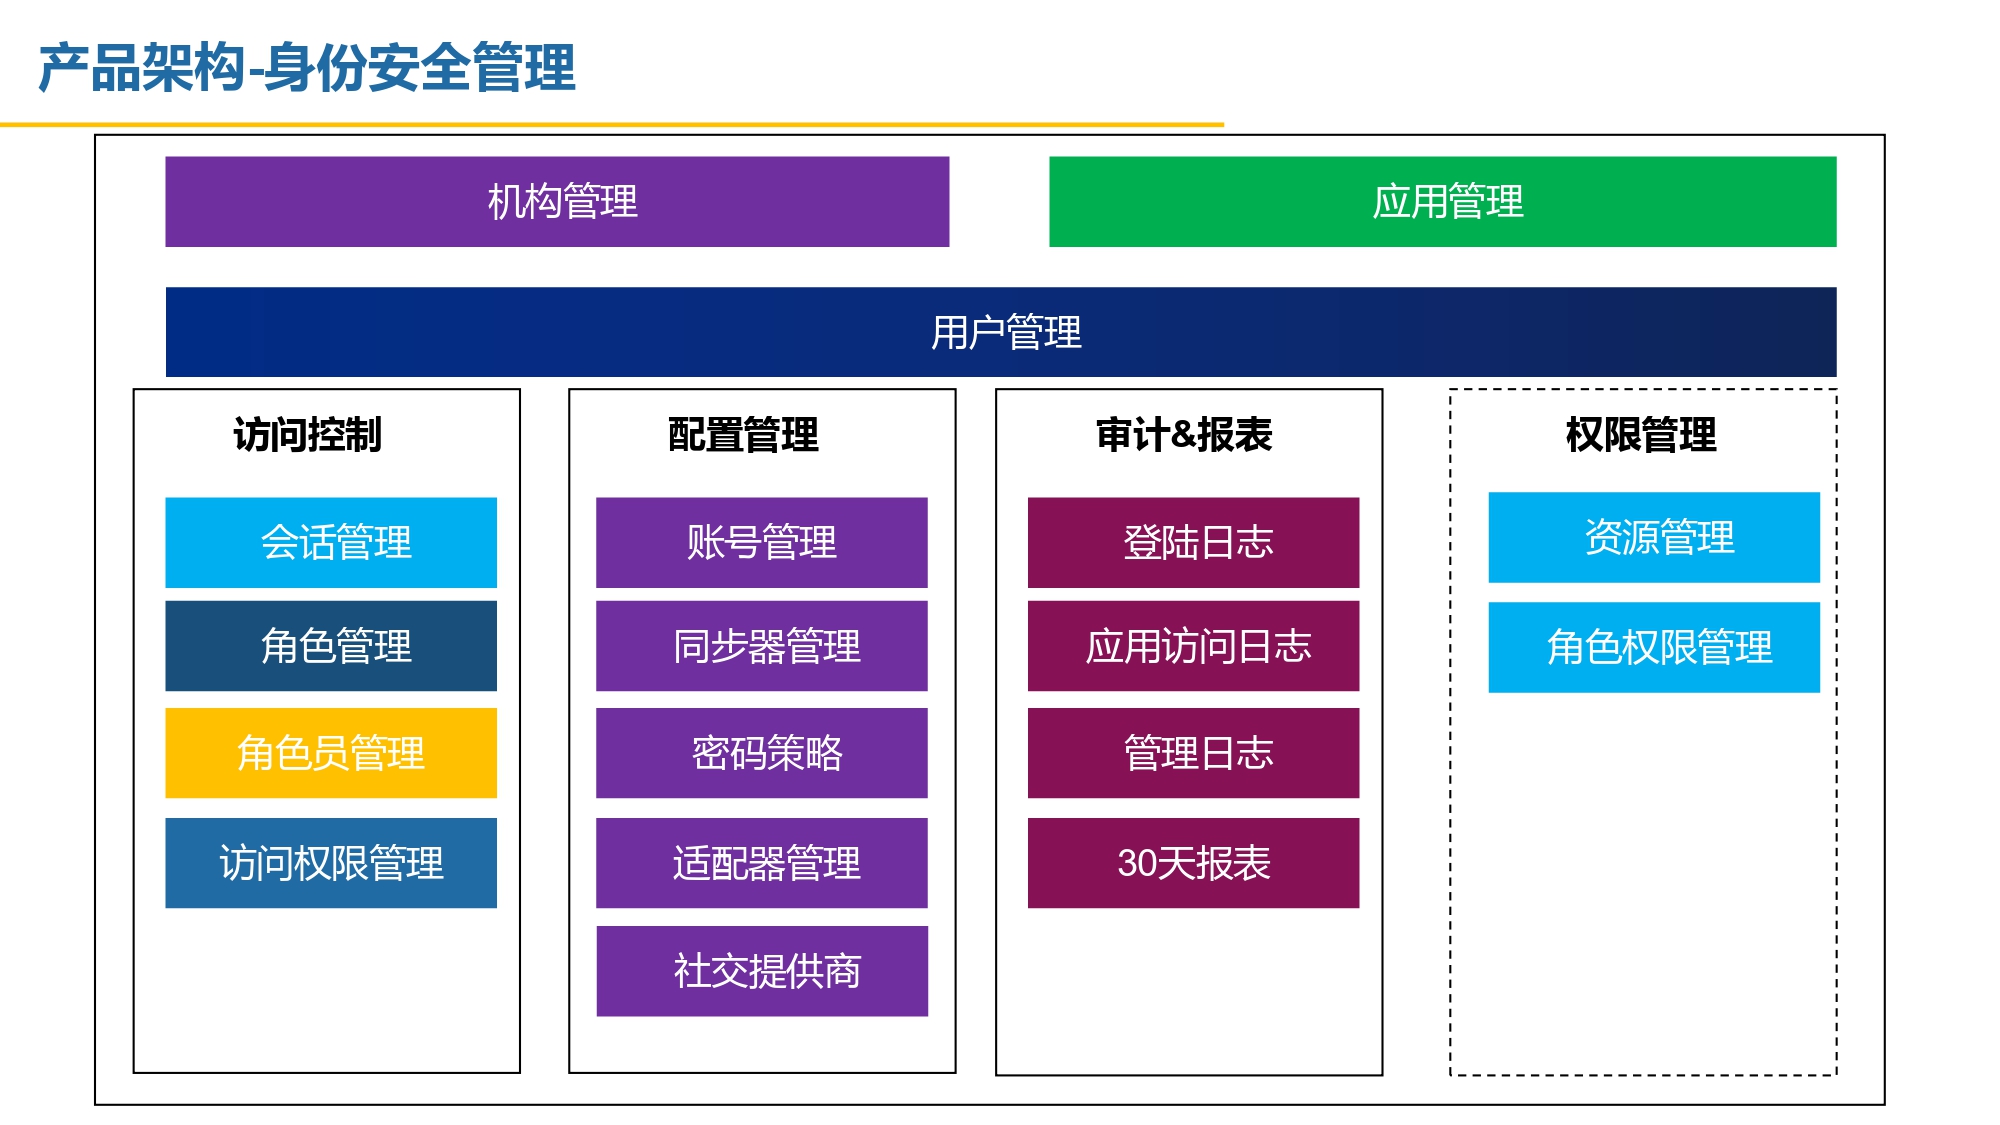 产品架构-身份安全管理
机构管理
应用管理
用户管理
访问控制
会话管理
角色管理
角色员管理
访问权限管理
配置管理
账号管理
同步器管理
密码策略
适配器管理
社交提供商
审计&报表
登陆日志
应用访问日志
管理日志
30天报表
权限管理
资源管理
角色权限管理